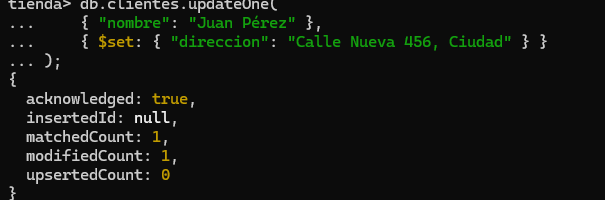 tienda> db.clientes.updateOne(
...     { "nombre": "Juan Pérez" },
...     { $set: { "direccion": "Calle Nueva 456, Ciudad" } }
... );
{
  acknowledged: true,
  insertedId: null,
  matchedCount: 1,
  modifiedCount: 1,
  upsertedCount: 0
}